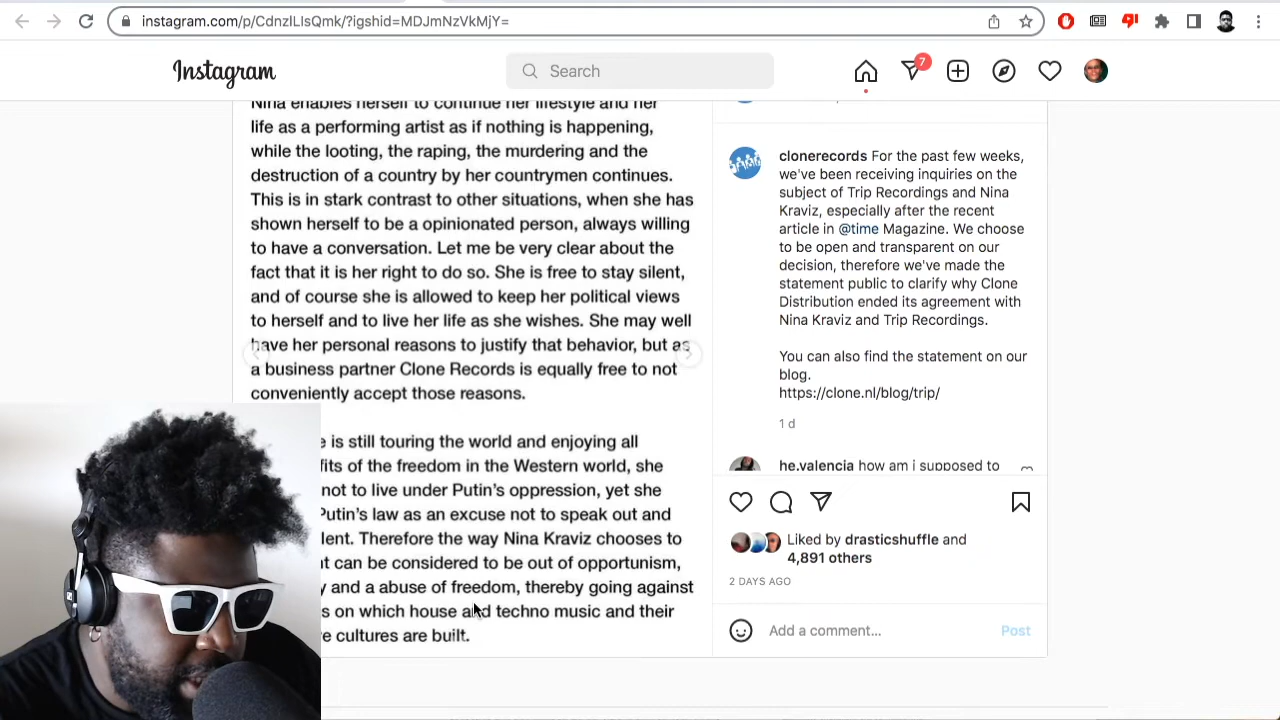 instagram.com/p/CdnzILIsQmk/?igshid=MDJmNzVkMjY=
Instagram
Search
7
Nina enables herself to continue her lifestyle and her
life as a performing artist as if nothing is happening,
while the looting, the raping, the murdering and the
destruction of a country by her countrymen continues.
This is in stark contrast to other situations, when she has
shown herself to be a opinionated person, always willing
to have a conversation. Let me be very clear about the
fact that it is her right to do so. She is free to stay silent,
and of course she is allowed to keep her political views
to herself and to live her life as she wishes. She may well
have her personal reasons to justify that behavior, but as
a business partner Clone Records is equally free to not
conveniently accept those reasons.
is still touring the world and enjoying all
of the freedom in the Western world, she
not to live under Putin's oppression, yet she
Putin's law as an excuse not to speak out and
Therefore the way Nina Kraviz chooses to
can be considered to be out of opportunism,
and a abuse of freedom, thereby going against
on which house and techno music and their
cultures are built.
clonerecords For the past few weeks,
we've been receiving inquiries on the
subject of Trip Recordings and Nina
Kraviz, especially after the recent
article in @time Magazine. We choose
to be open and transparent on our
decision, therefore we've made the
statement public to clarify why Clone
Distribution ended its agreement with
Nina Kraviz and Trip Recordings.
You can also find the statement on our
blog.
https://clone.nl/blog/trip/
1 d
he.valencia how am i supposed to
Liked by drasticshuffle and
4,891 others
2 DAYS AGO
Add a comment...
Post